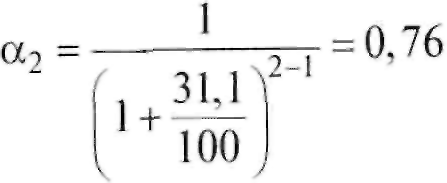 α₂ = 1 / (1 + 31,1/100)²⁻¹ = 0,76